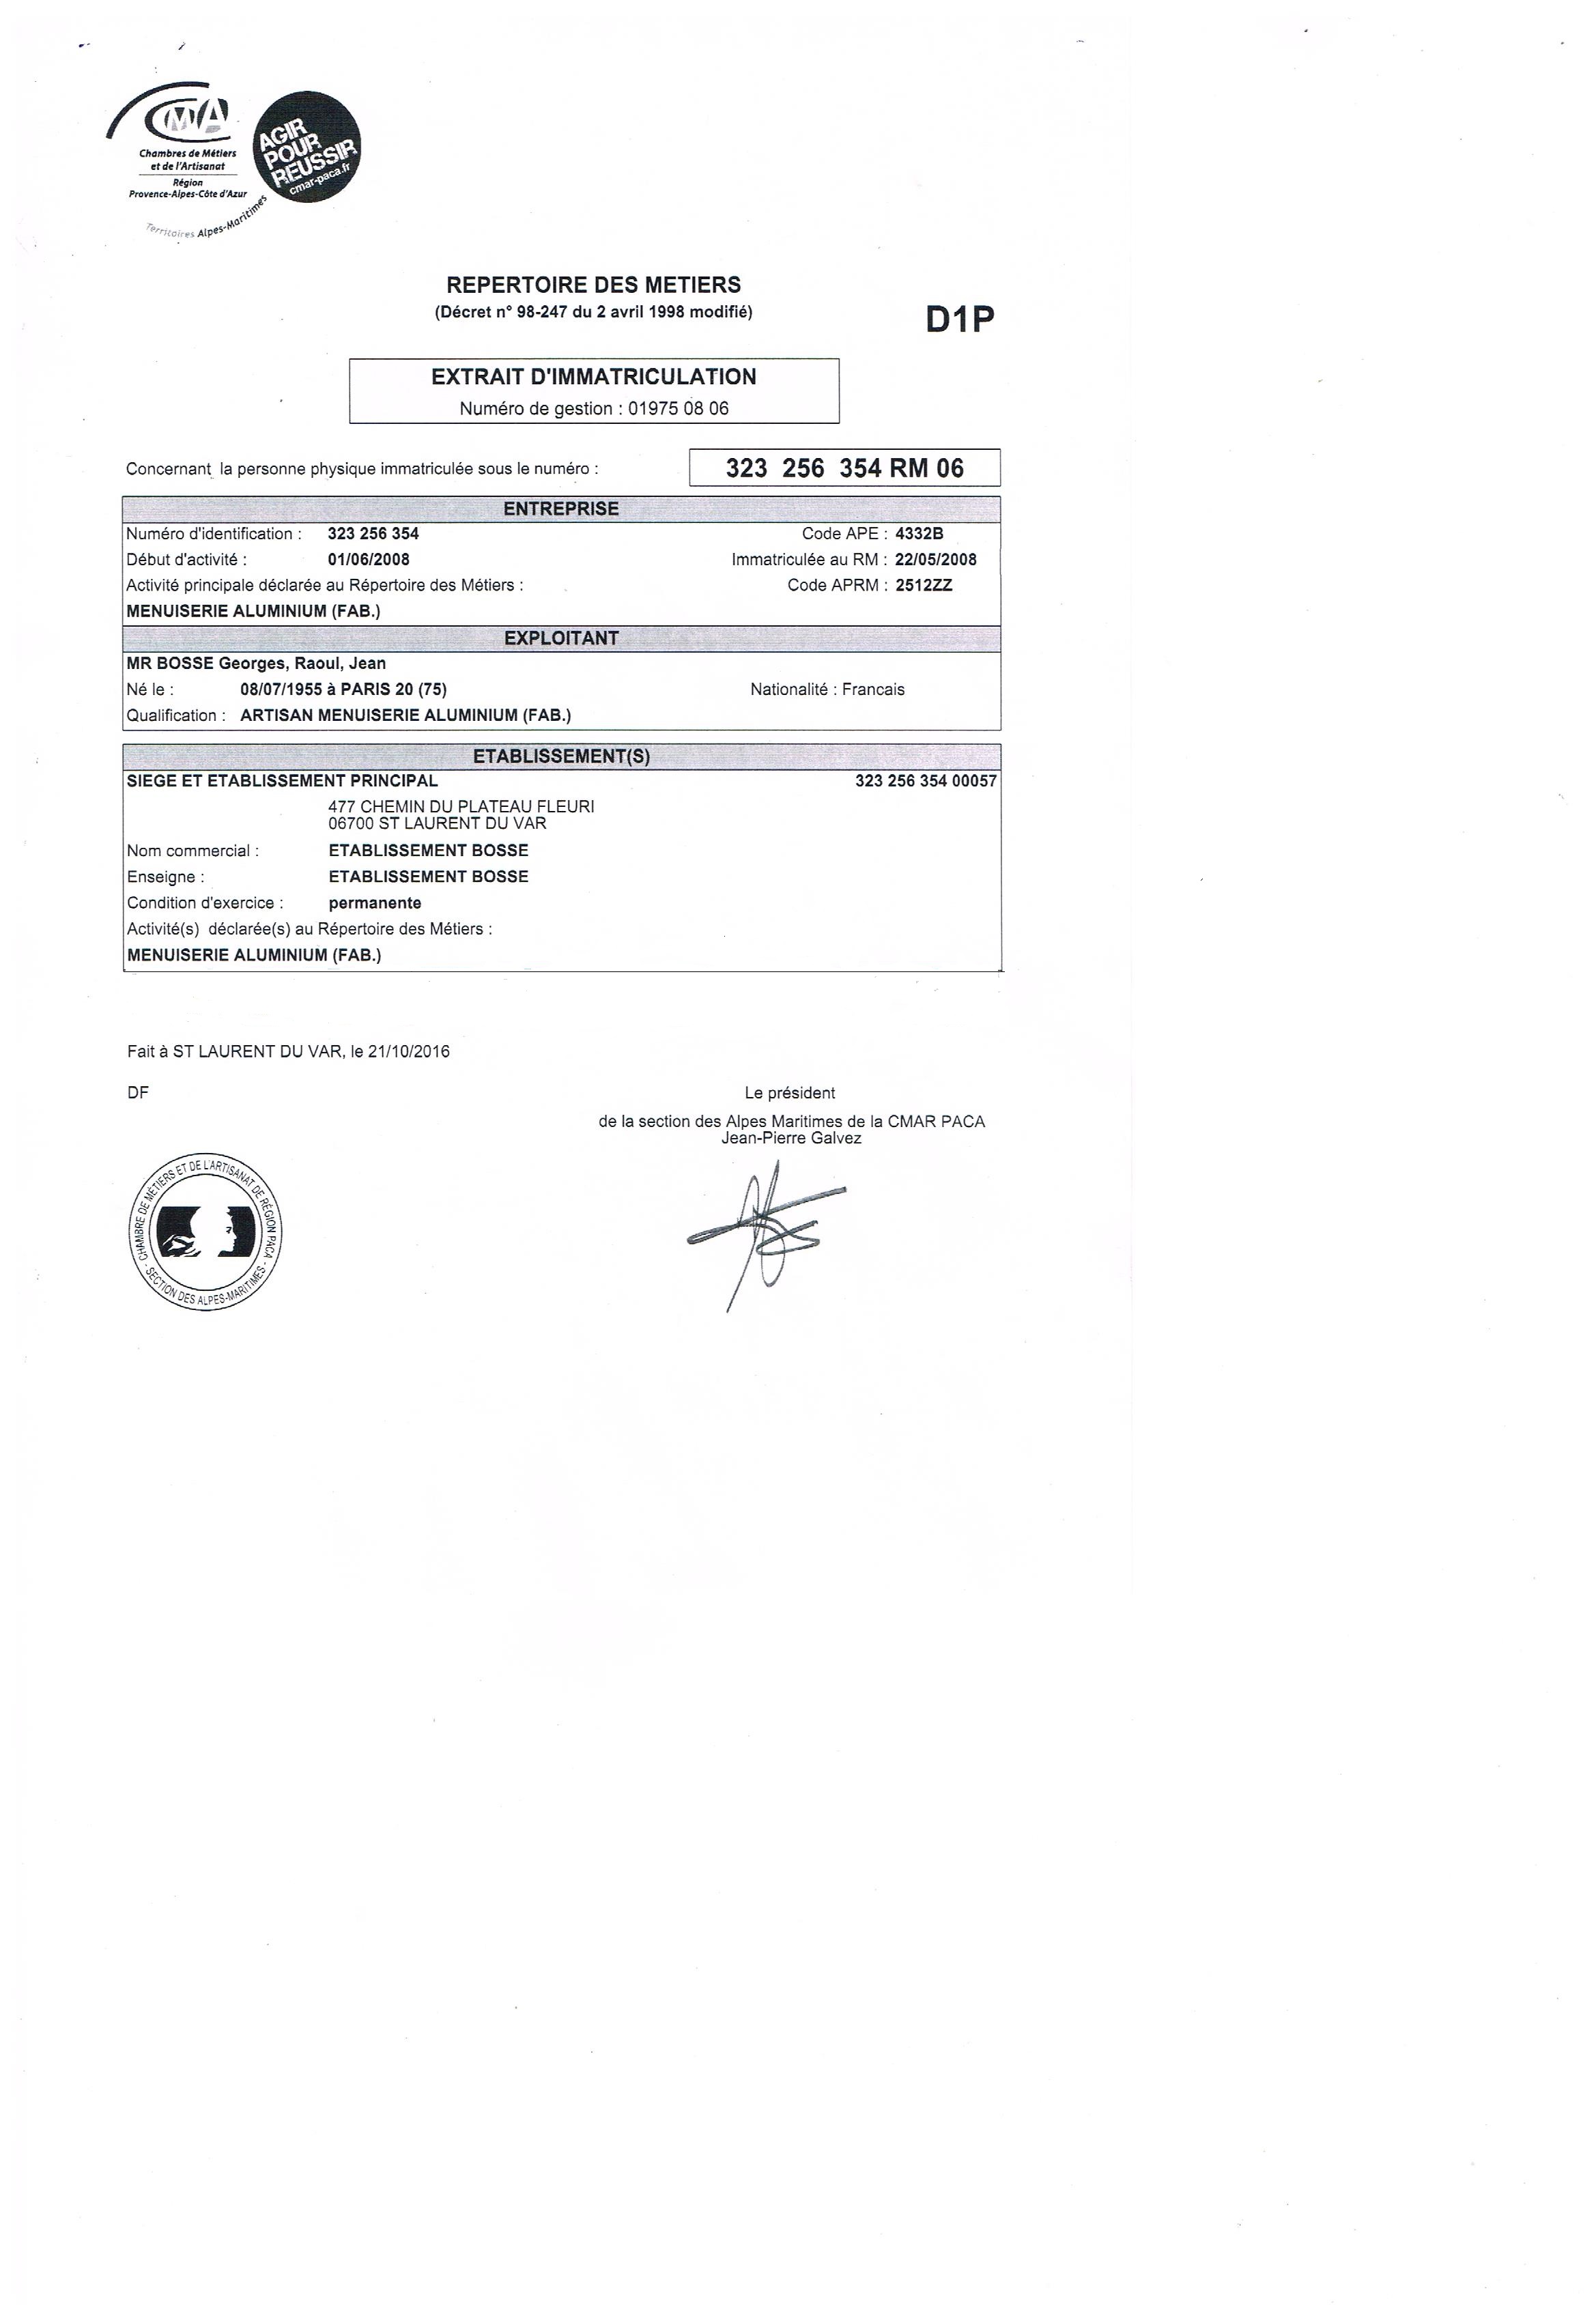 CMA
Chambres de Métiers
et de l'Artisanat
Région
Provence-Alpes-Côte d'Azur
Territoires Alpes-Maritimes
AGIR
POUR
REUSSIR
cmar-paca.fr
REPERTOIRE DES METIERS
(Décret n° 98-247 du 2 avril 1998 modifié)
D1P
EXTRAIT D'IMMATRICULATION
Numéro de gestion : 01975 08 06
Concernant la personne physique immatriculée sous le numéro : 323 256 354 RM 06
ENTREPRISE
Numéro d'identification : 323 256 354 Code APE : 4332B
Début d'activité : 01/06/2008 Immatriculée au RM : 22/05/2008
Activité principale déclarée au Répertoire des Métiers : Code APRM : 2512ZZ
MENUISERIE ALUMINIUM (FAB.)
EXPLOITANT
MR BOSSE Georges, Raoul, Jean
Né le : 08/07/1955 à PARIS 20 (75) Nationalité : Francais
Qualification : ARTISAN MENUISERIE ALUMINIUM (FAB.)
ETABLISSEMENT(S)
SIEGE ET ETABLISSEMENT PRINCIPAL 323 256 354 00057
477 CHEMIN DU PLATEAU FLEURI
06700 ST LAURENT DU VAR
Nom commercial : ETABLISSEMENT BOSSE
Enseigne : ETABLISSEMENT BOSSE
Condition d'exercice : permanente
Activité(s) déclarée(s) au Répertoire des Métiers :
MENUISERIE ALUMINIUM (FAB.)
Fait à ST LAURENT DU VAR, le 21/10/2016
DF Le président
de la section des Alpes Maritimes de la CMAR PACA
Jean-Pierre Galvez
CHAMBRE DE MÉTIERS ET DE L'ARTISANAT DE RÉGION PACA
- SECTION DES ALPES-MARITIMES -